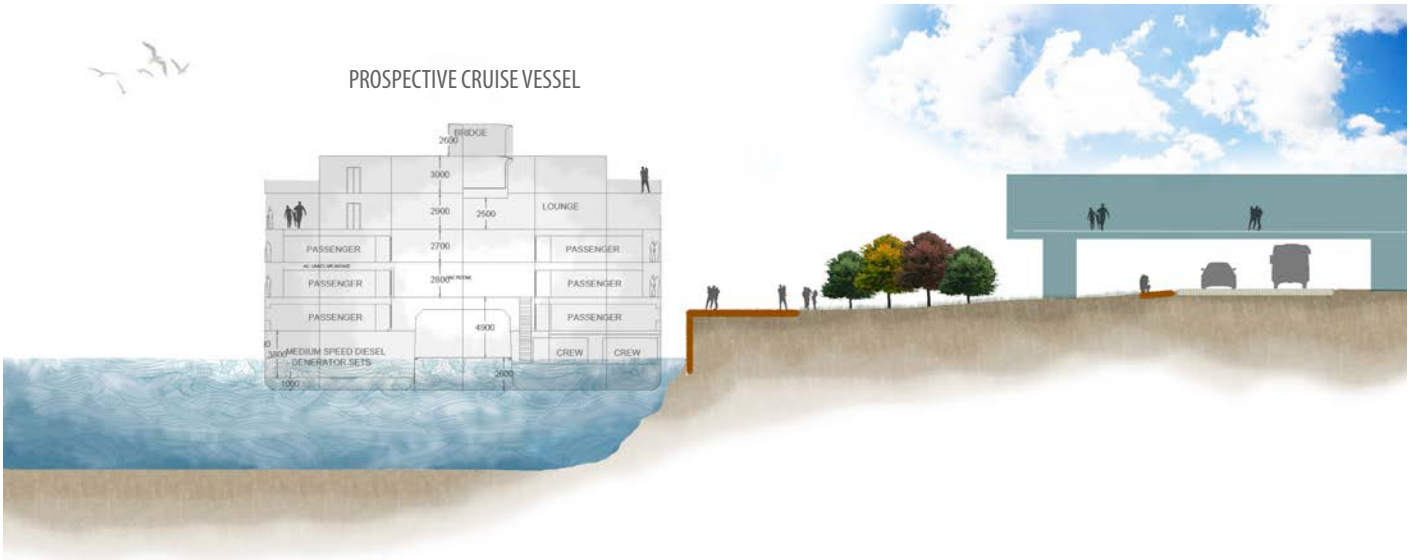 PROSPECTIVE CRUISE VESSEL
BRIDGE
2600
3000
2900
2500
LOUNGE
PASSENGER
2700
PASSENGER
PASSENGER
2800
PASSENGER
PASSENGER
4900
PASSENGER
3800
MEDIUM SPEED DIESEL
GENERATOR SETS
CREW
CREW
1000
2600